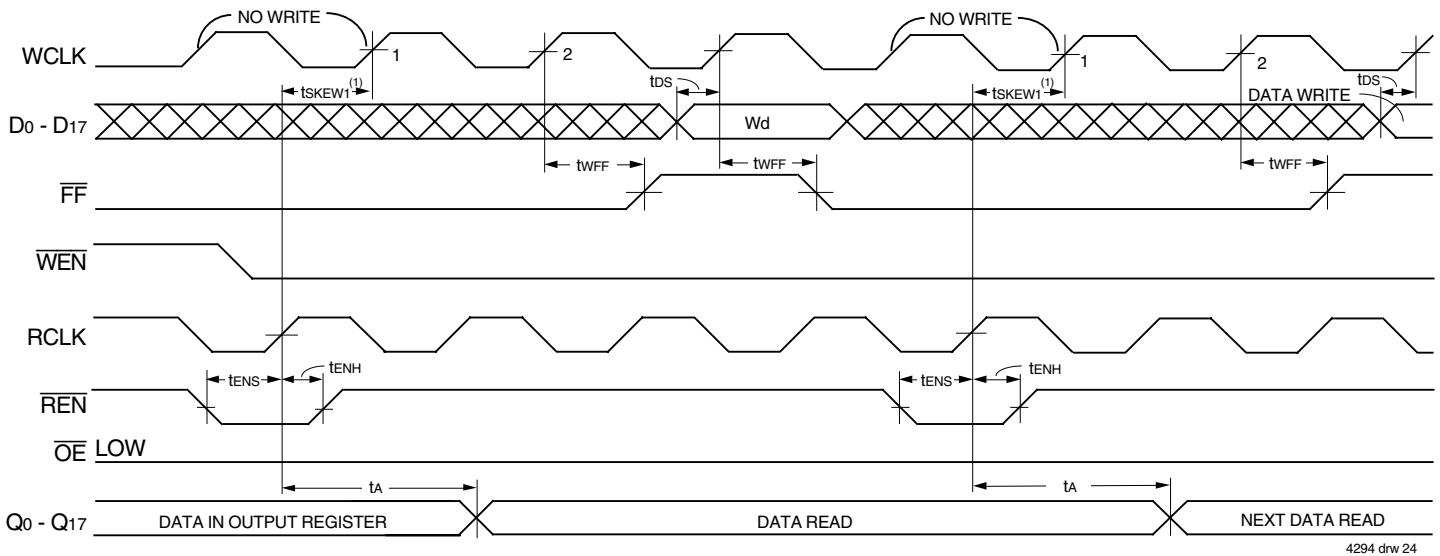 NO WRITE NO WRITE
WCLK 1 2 1 2
tSKEW1(1) tDS tSKEW1(1) tDS
DATA WRITE
D0 - D17 Wd
tWFF tWFF tWFF
FF
WEN
RCLK
tENS tENH tENS tENH
REN
OE LOW
tA tA
Q0 - Q17 DATA IN OUTPUT REGISTER DATA READ NEXT DATA READ
4294 drw 24